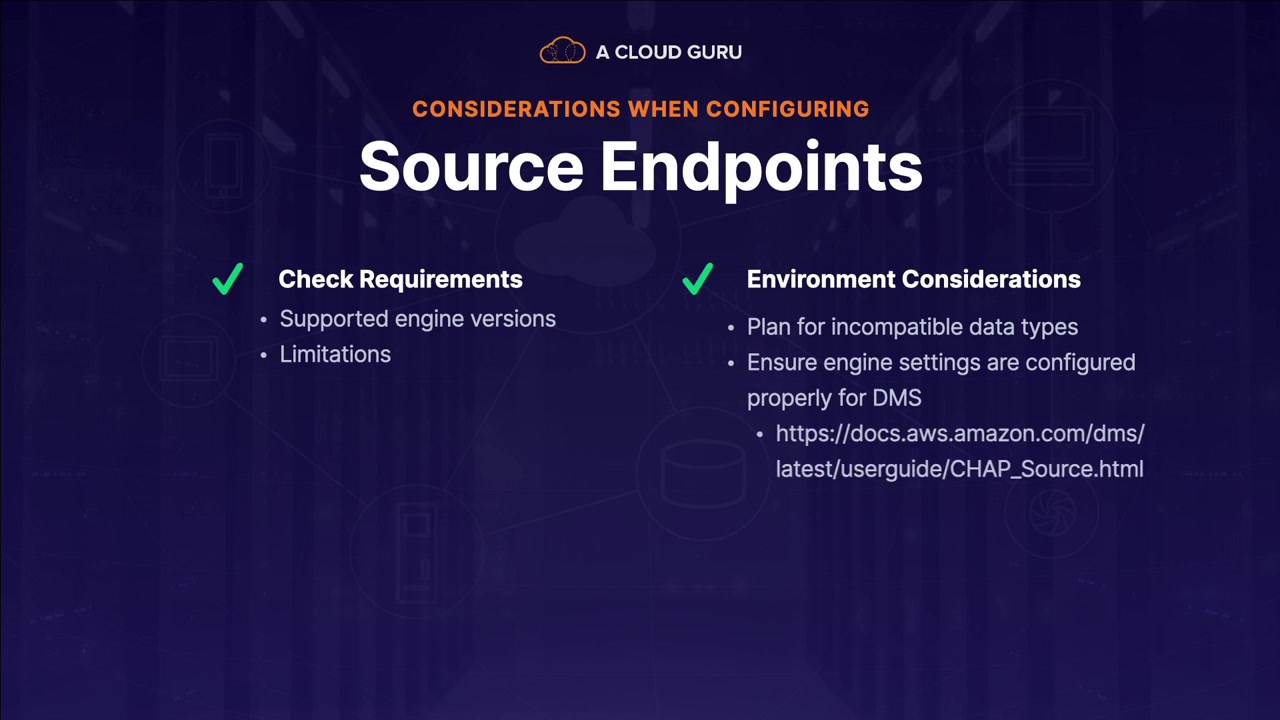 A CLOUD GURU
CONSIDERATIONS WHEN CONFIGURING
Source Endpoints
Check Requirements
• Supported engine versions
• Limitations
Environment Considerations
• Plan for incompatible data types
• Ensure engine settings are configured
properly for DMS
• https://docs.aws.amazon.com/dms/
latest/userguide/CHAP_Source.html